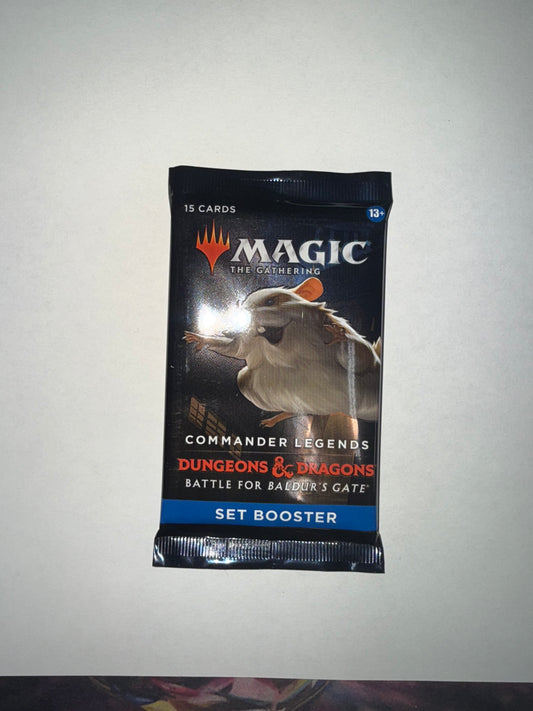 15 CARDS
13+
MAGIC
THE GATHERING
COMMANDER LEGENDS
DUNGEONS & DRAGONS
BATTLE FOR BALDUR'S GATE®
SET BOOSTER